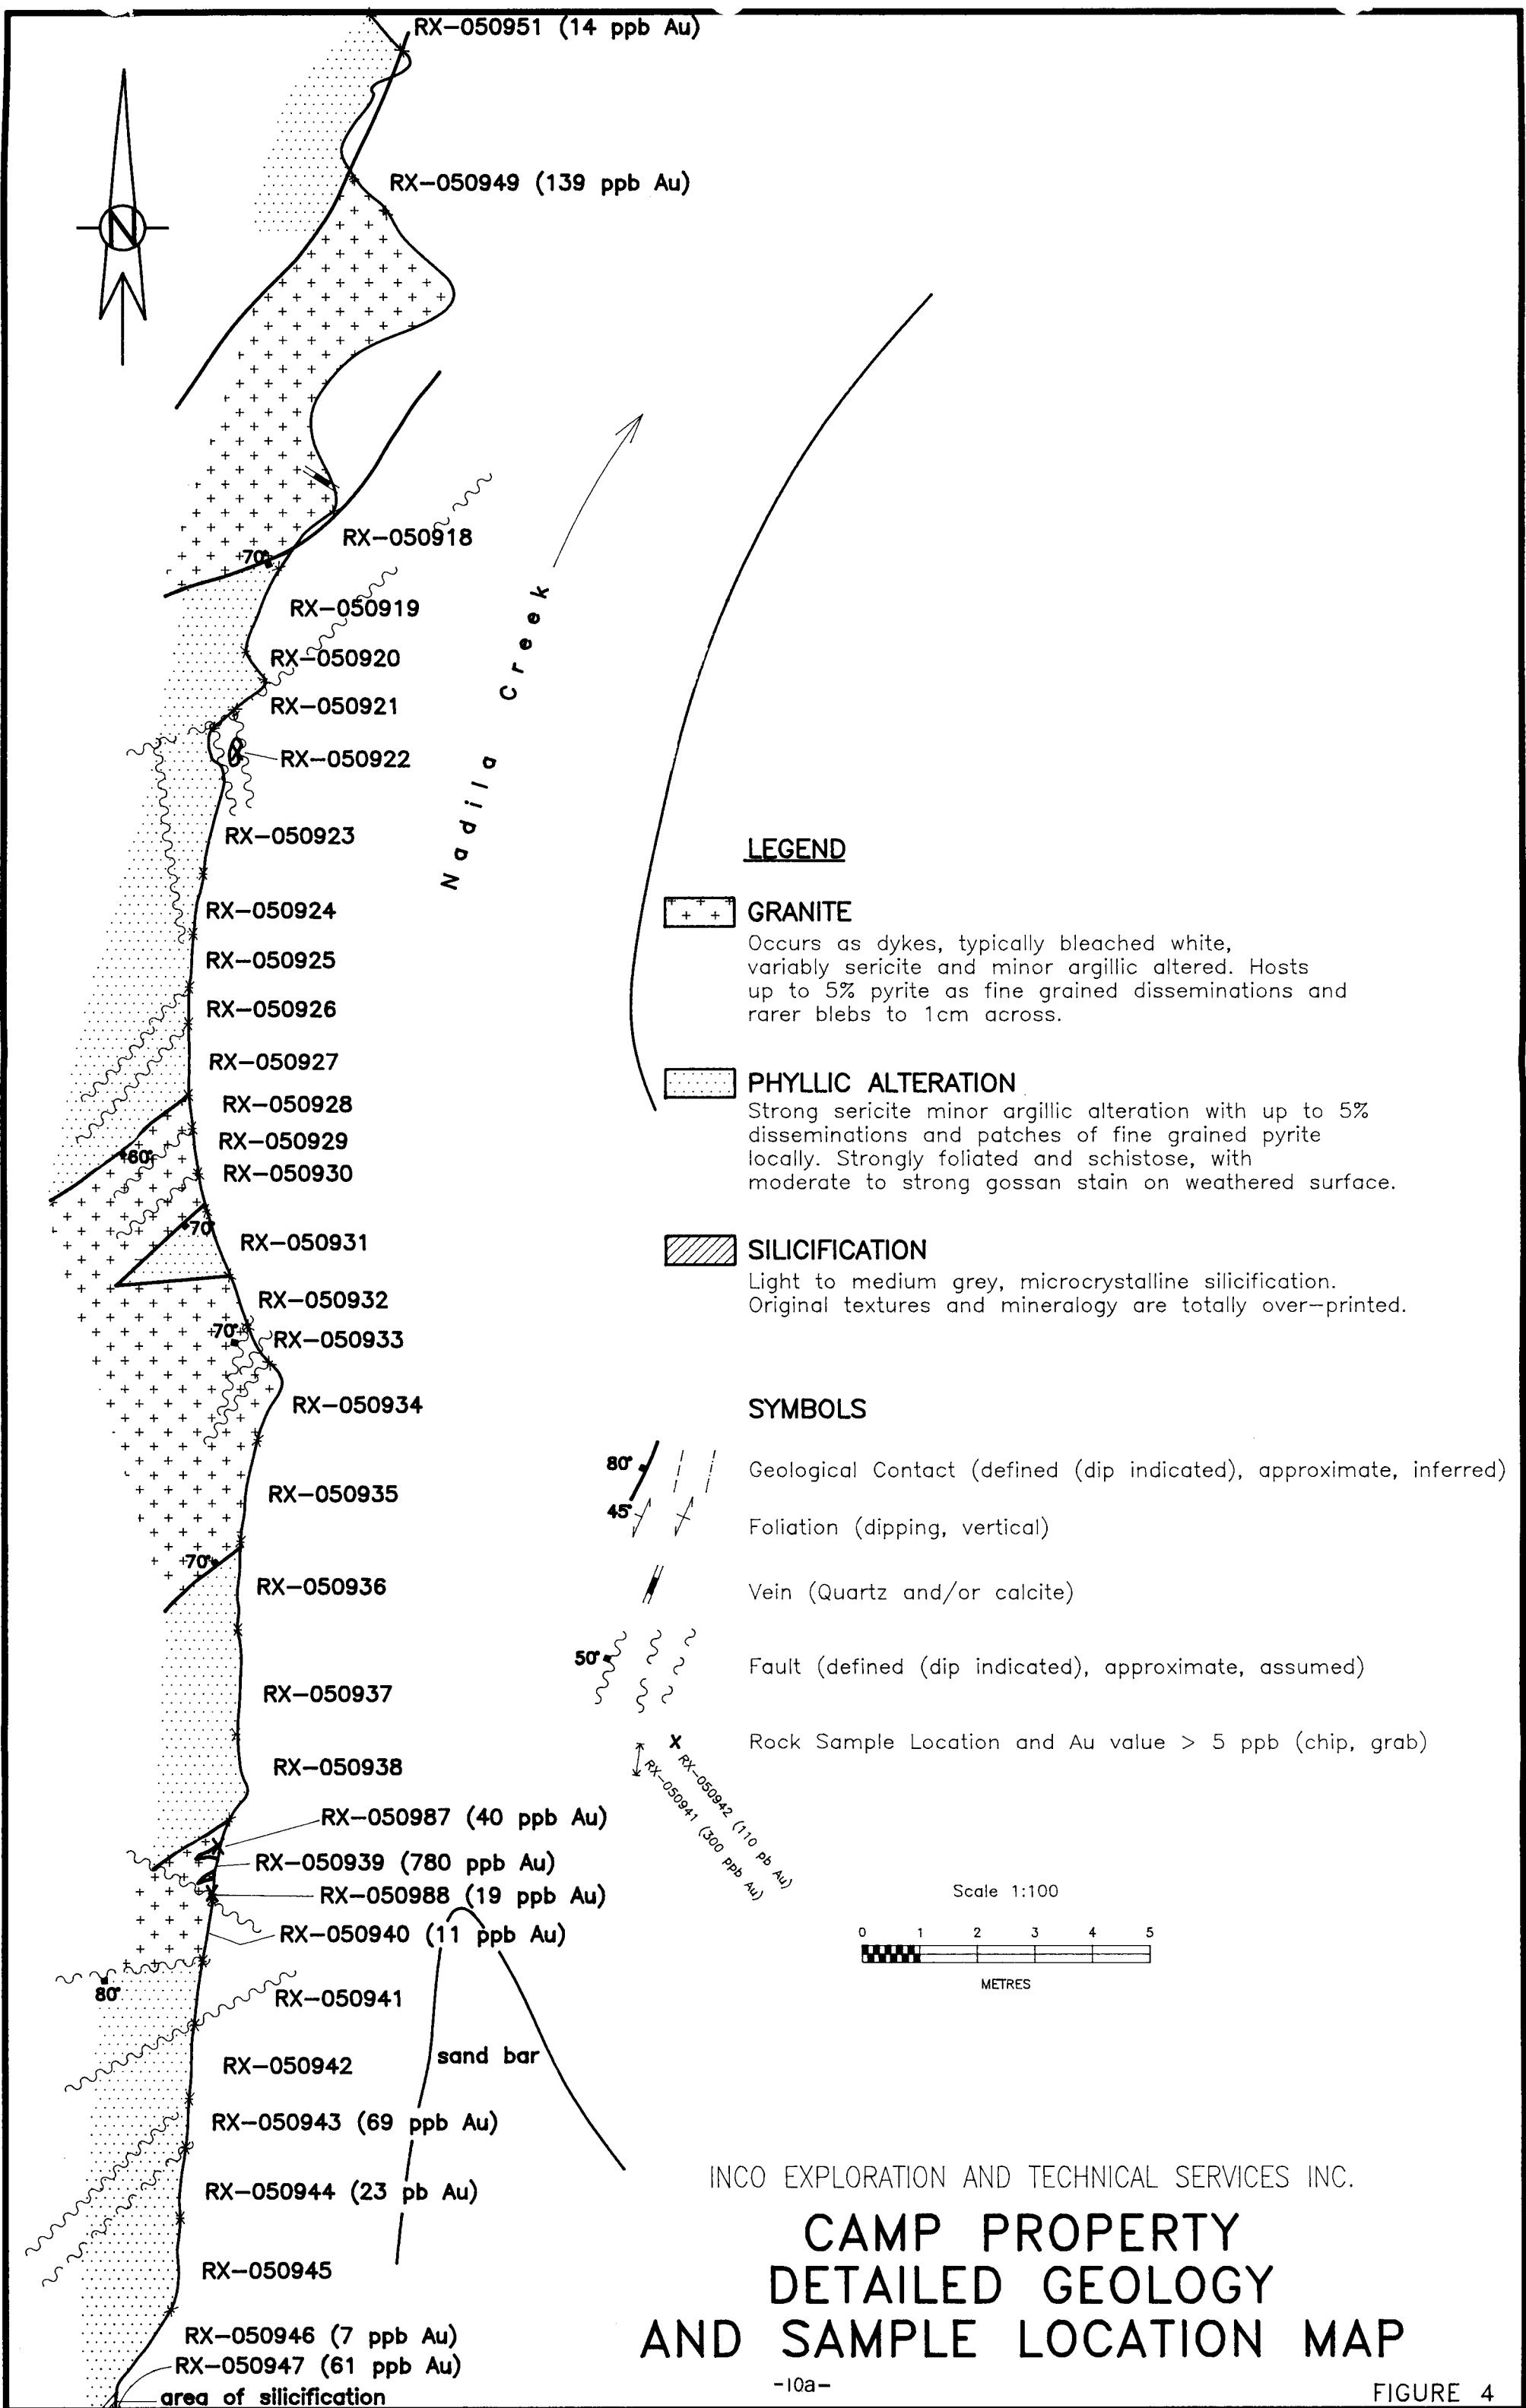 RX-050951 (14 ppb Au)
N
RX-050949 (139 ppb Au)
RX-050918
70°
RX-050919
RX-050920
RX-050921
RX-050922
RX-050923
RX-050924
RX-050925
RX-050926
RX-050927
RX-050928
RX-050929
60°
RX-050930
70°
RX-050931
RX-050932
70°
RX-050933
RX-050934
RX-050935
70°
RX-050936
RX-050937
RX-050938
RX-050987 (40 ppb Au)
RX-050939 (780 ppb Au)
RX-050988 (19 ppb Au)
RX-050940 (11 ppb Au)
80°
RX-050941
RX-050942
sand bar
RX-050943 (69 ppb Au)
RX-050944 (23 pb Au)
RX-050945
RX-050946 (7 ppb Au)
RX-050947 (61 ppb Au)
area of silicification
Nadila Creek
LEGEND
GRANITE
Occurs as dykes, typically bleached white,
variably sericite and minor argillic altered. Hosts
up to 5% pyrite as fine grained disseminations and
rarer blebs to 1cm across.
PHYLLIC ALTERATION
Strong sericite minor argillic alteration with up to 5%
disseminations and patches of fine grained pyrite
locally. Strongly foliated and schistose, with
moderate to strong gossan stain on weathered surface.
SILICIFICATION
Light to medium grey, microcrystalline silicification.
Original textures and mineralogy are totally over-printed.
SYMBOLS
80°
Geological Contact (defined (dip indicated), approximate, inferred)
45°
Foliation (dipping, vertical)
Vein (Quartz and/or calcite)
50°
Fault (defined (dip indicated), approximate, assumed)
x
Rock Sample Location and Au value > 5 ppb (chip, grab)
RX-050942 (110 pb Au)
RX-050941 (300 ppb Au)
Scale 1:100
0 1 2 3 4 5
METRES
INCO EXPLORATION AND TECHNICAL SERVICES INC.
CAMP PROPERTY
DETAILED GEOLOGY
AND SAMPLE LOCATION MAP
-10a-
FIGURE 4